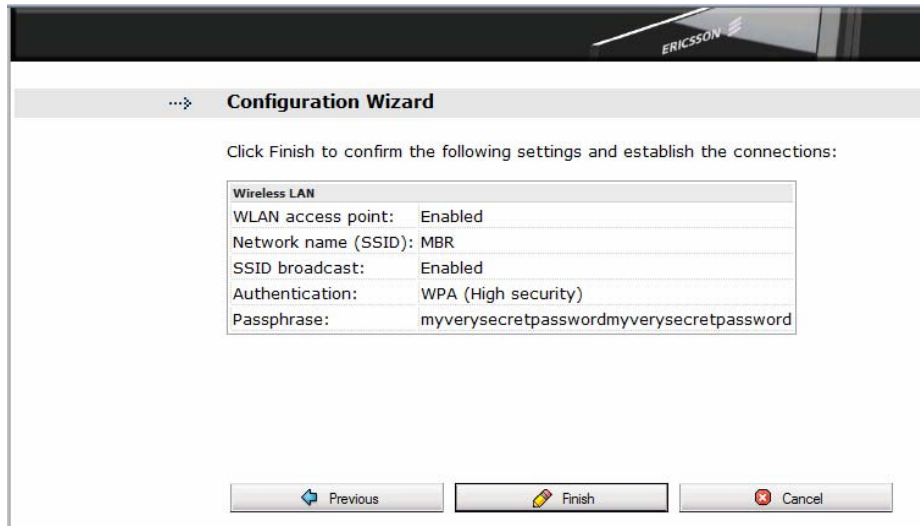 ERICSSON
Configuration Wizard
Click Finish to confirm the following settings and establish the connections:
Wireless LAN
WLAN access point: Enabled
Network name (SSID): MBR
SSID broadcast: Enabled
Authentication: WPA (High security)
Passphrase: myverysecretpasswordmyverysecretpassword
Previous Finish Cancel